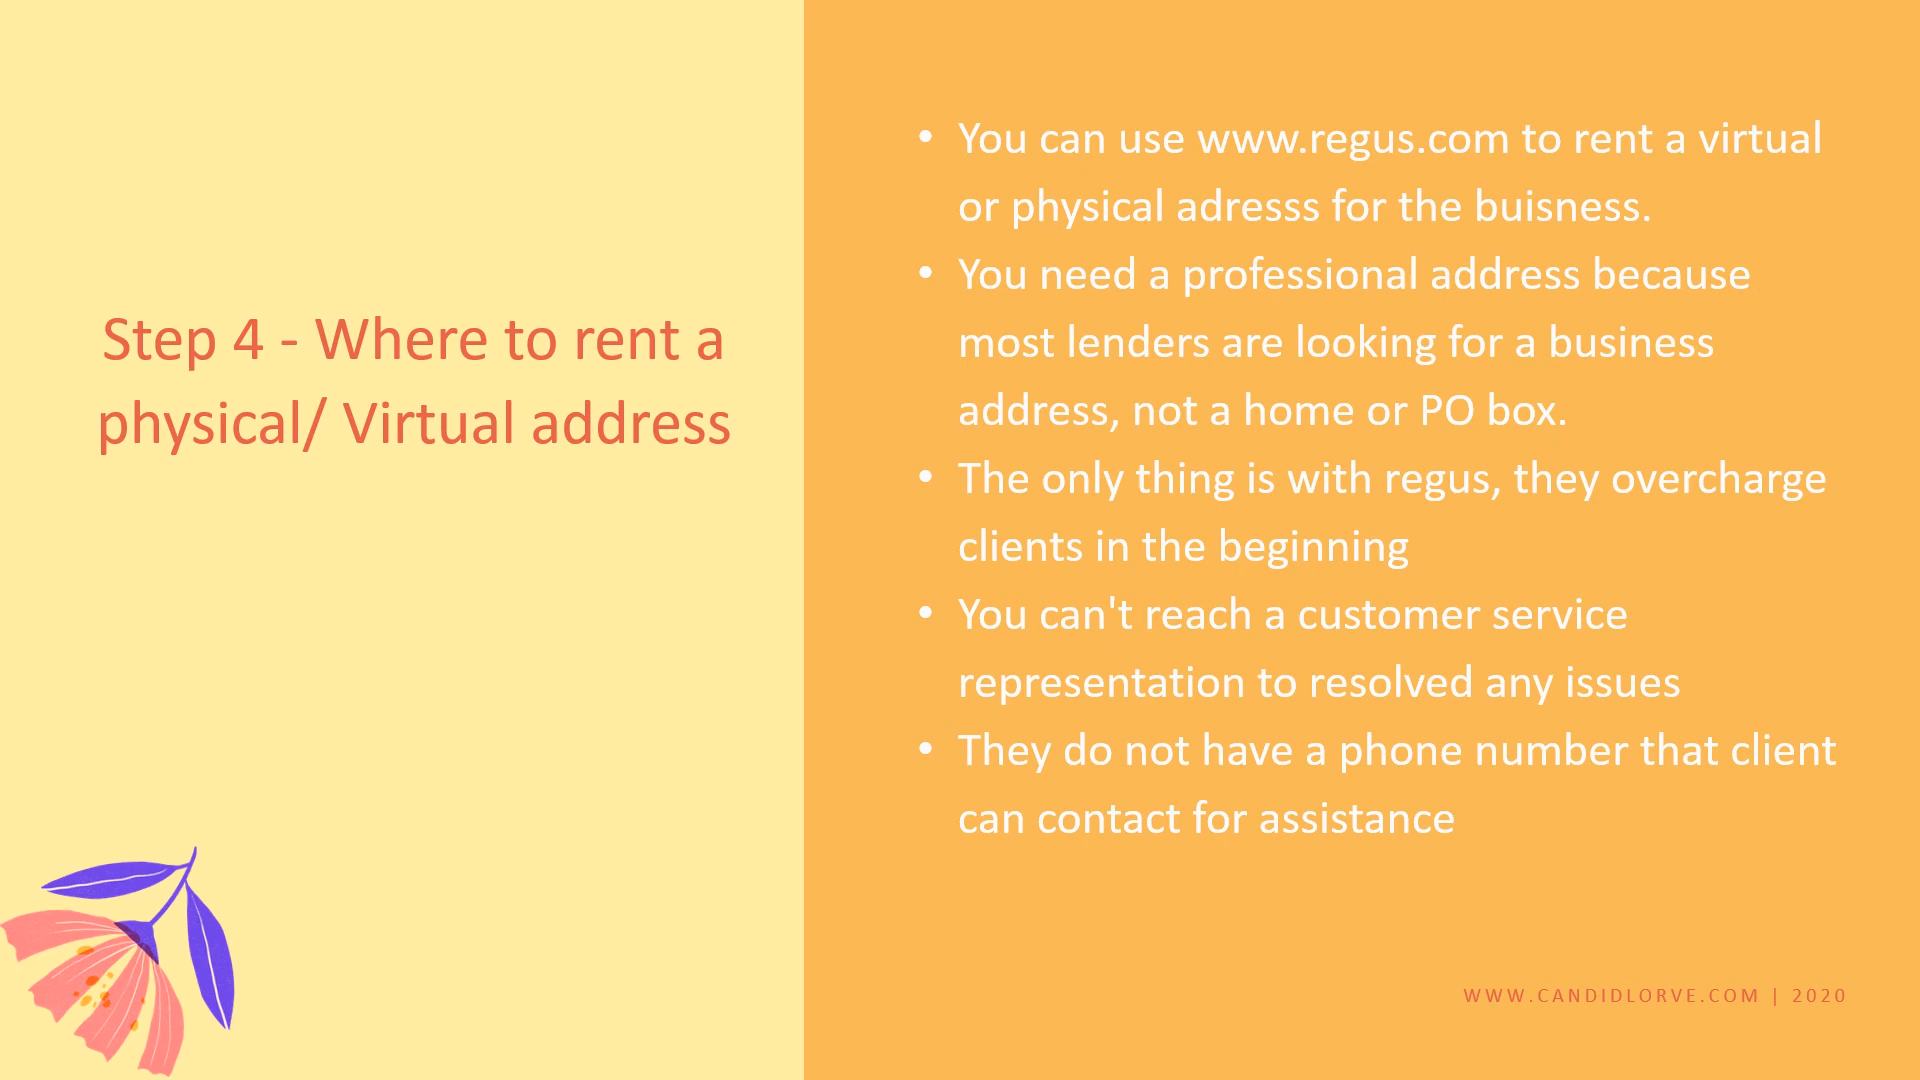 Step 4 - Where to rent a
physical/ Virtual address
• You can use www.regus.com to rent a virtual
or physical adresss for the buisness.
• You need a professional address because
most lenders are looking for a business
address, not a home or PO box.
• The only thing is with regus, they overcharge
clients in the beginning
• You can't reach a customer service
representation to resolved any issues
• They do not have a phone number that client
can contact for assistance
WWW.CANDIDLORVE.COM | 2020